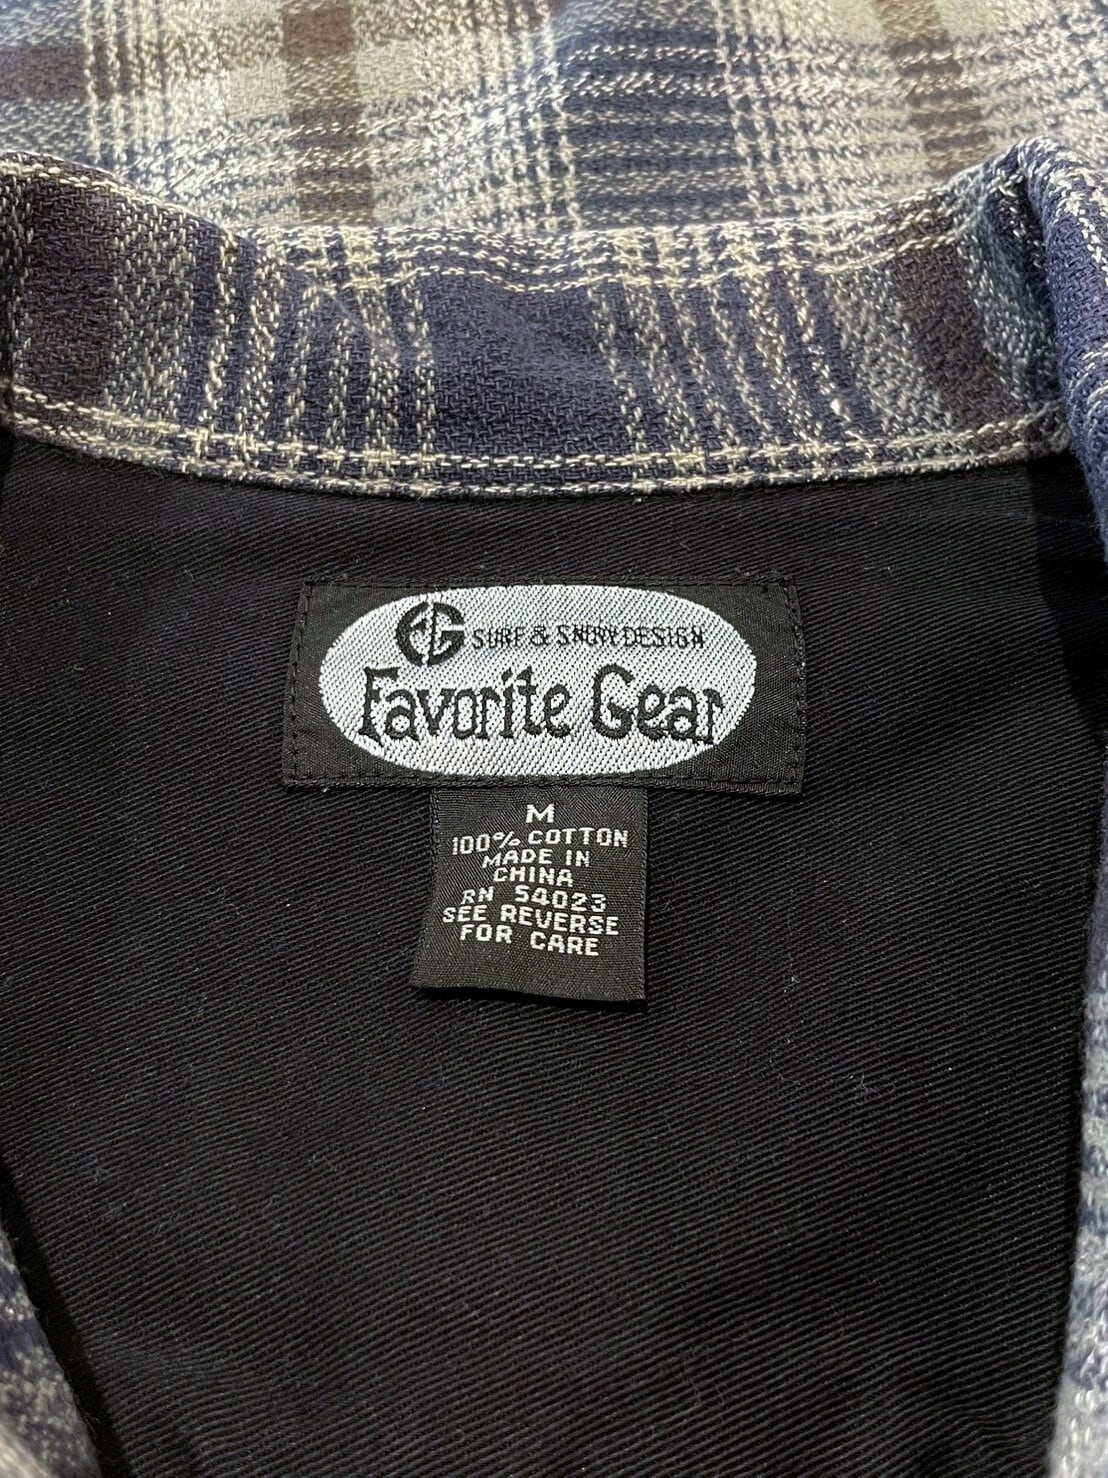 FG SURF & SNOW DESIGN
Favorite Gear
M
100% COTTON
MADE IN
CHINA
RN 54023
SEE REVERSE
FOR CARE